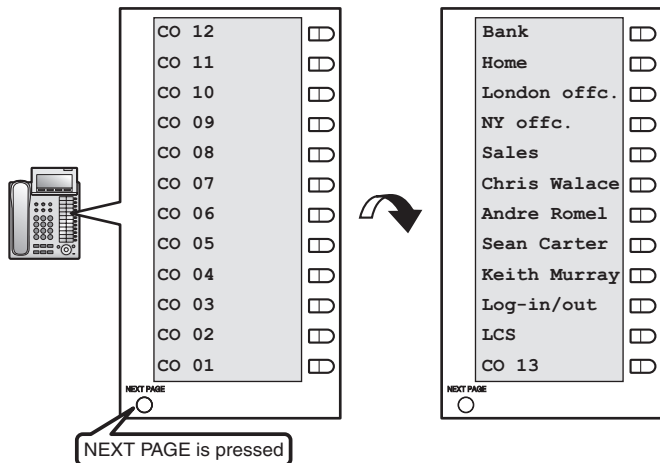 CO 12
CO 11
CO 10
CO 09
CO 08
CO 07
CO 06
CO 05
CO 04
CO 03
CO 02
CO 01
NEXT PAGE
NEXT PAGE is pressed
Bank
Home
London offc.
NY offc.
Sales
Chris Walace
Andre Romel
Sean Carter
Keith Murray
Log-in/out
LCS
CO 13
NEXT PAGE